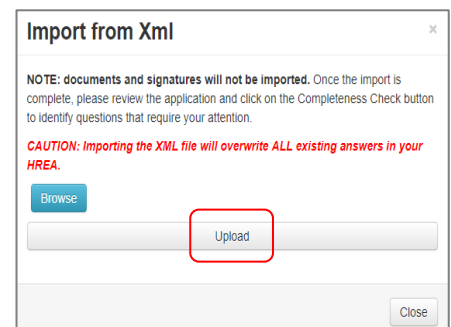 Import from Xml ×
NOTE: documents and signatures will not be imported. Once the import is
complete, please review the application and click on the Completeness Check button
to identify questions that require your attention.
CAUTION: Importing the XML file will overwrite ALL existing answers in your
HREA.
Browse
Upload
Close